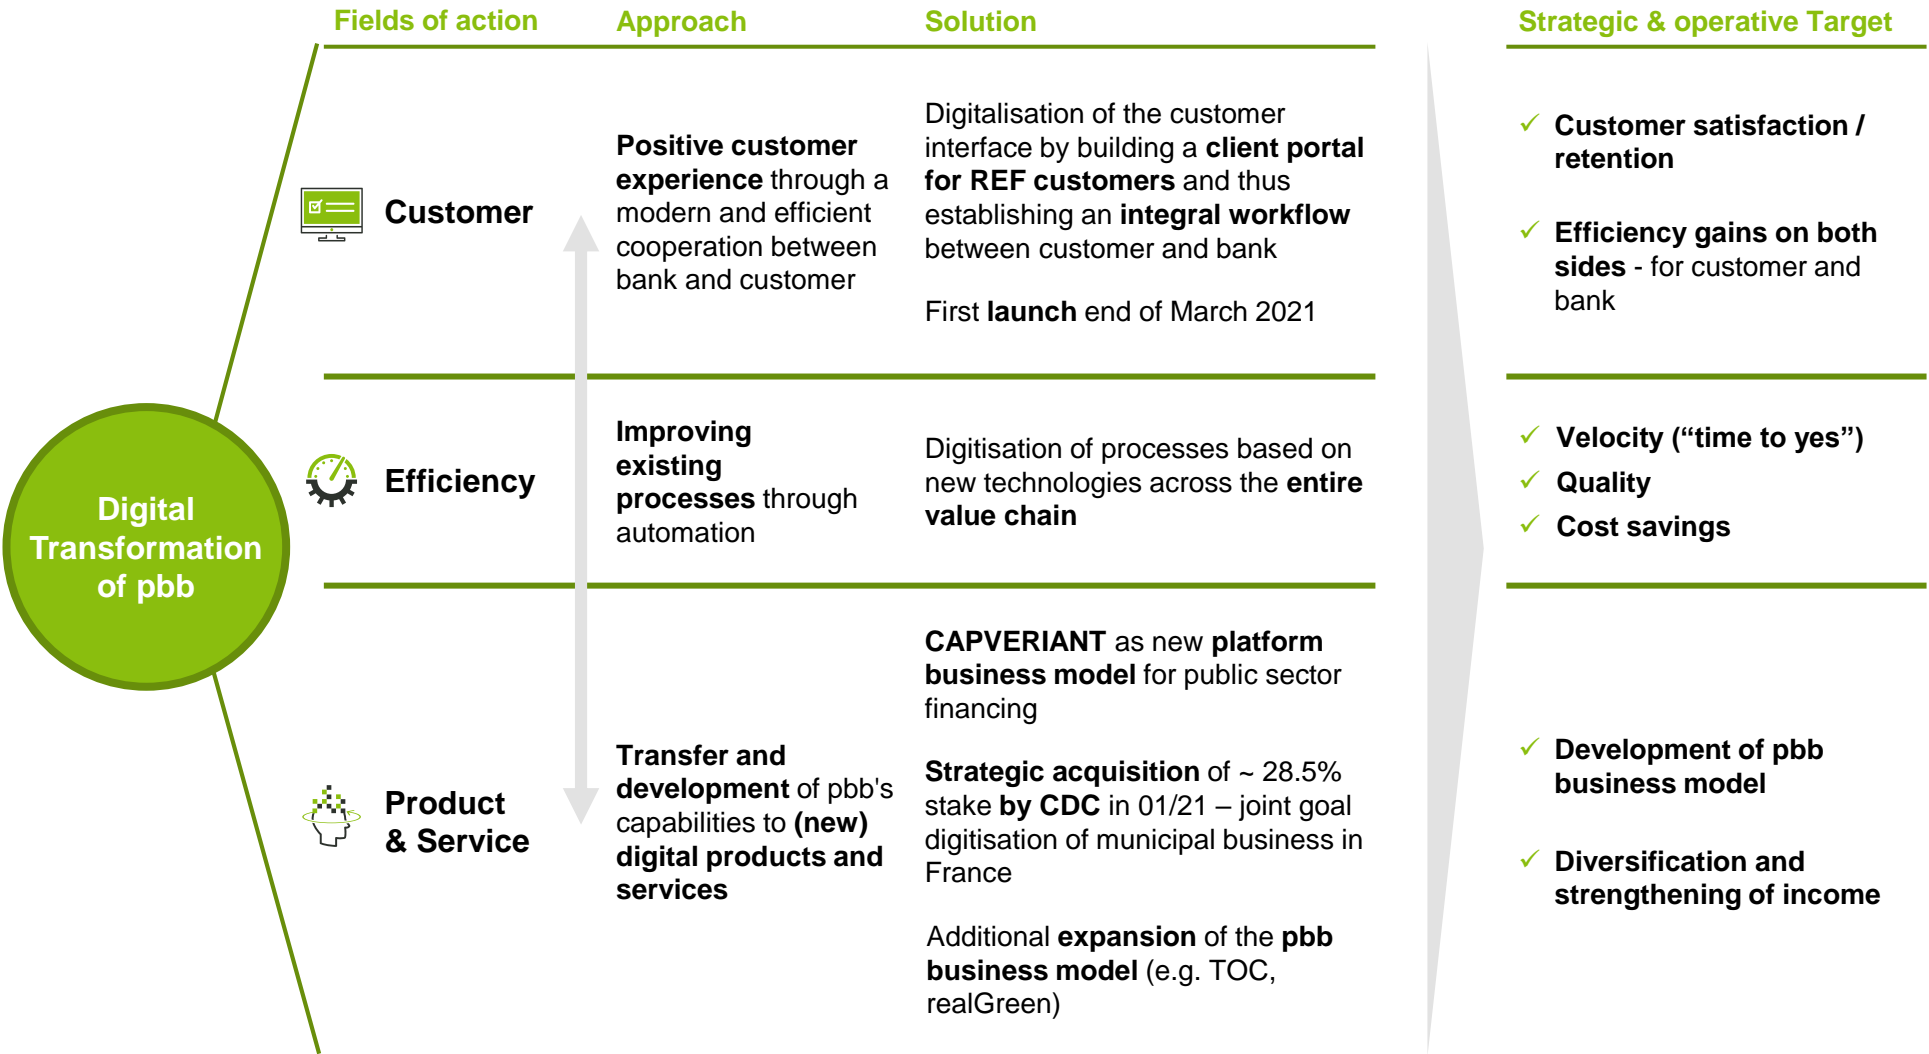 Fields of action
Approach
Solution
Strategic & operative Target
Digital
Transformation
of pbb
Customer
Positive customer
experience through a
modern and efficient
cooperation between
bank and customer
Digitalisation of the customer
interface by building a client portal
for REF customers and thus
establishing an integral workflow
between customer and bank
First launch end of March 2021
✓ Customer satisfaction /
retention
✓ Efficiency gains on both
sides - for customer and
bank
Efficiency
Improving
existing
processes through
automation
Digitisation of processes based on
new technologies across the entire
value chain
✓ Velocity (“time to yes”)
✓ Quality
✓ Cost savings
Product
& Service
Transfer and
development of pbb's
capabilities to (new)
digital products and
services
CAPVERIANT as new platform
business model for public sector
financing
Strategic acquisition of ~ 28.5%
stake by CDC in 01/21 – joint goal
digitisation of municipal business in
France
Additional expansion of the pbb
business model (e.g. TOC,
realGreen)
✓ Development of pbb
business model
✓ Diversification and
strengthening of income